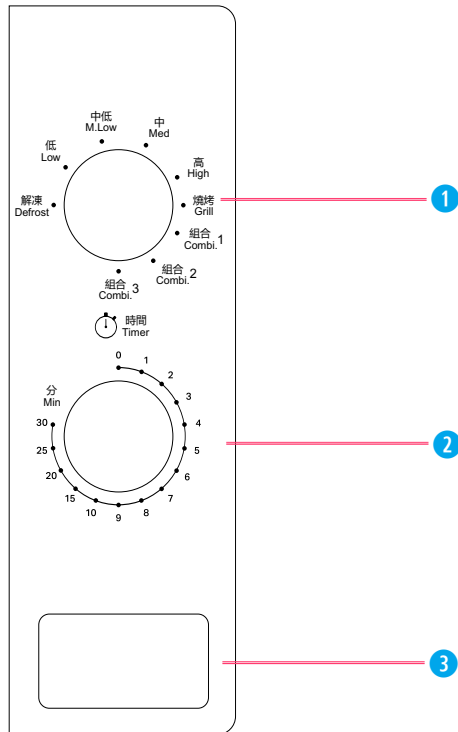 中低
M.Low
中
Med
低
Low
高
High
解凍
Defrost
燒烤
Grill
1
組合
Combi.1
組合
Combi.2
組合
Combi.3
時間
Timer
0
1
2
3
分
Min
30
4
2
25
5
20
6
15
7
10
9
8
3